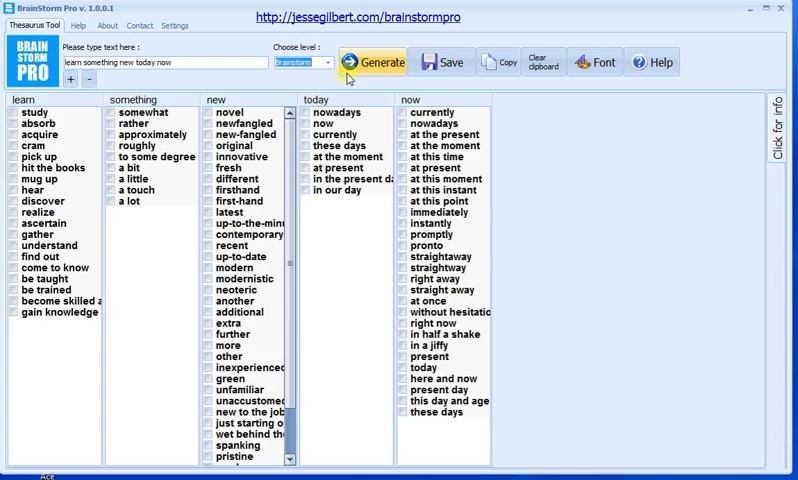 BrainStorm Pro v. 1.0.0.1
http://jessegilbert.com/brainstormpro
Thesaurus Tool Help About Contact Settings
BRAIN
STORM
PRO
Please type text here :
learn something new today now
+ -
Choose level :
Brainstorm
Generate
Save
Copy
Clear
clipboard
Font
Help
Click for info
learn
study
absorb
acquire
cram
pick up
hit the books
mug up
hear
discover
realize
ascertain
gather
understand
find out
come to know
be taught
be trained
become skilled a
gain knowledge
something
somewhat
rather
approximately
roughly
to some degree
a bit
a little
a touch
a lot
new
novel
newfangled
new-fangled
original
innovative
fresh
different
firsthand
first-hand
latest
up-to-the-minu
contemporary
recent
up-to-date
modern
modernistic
neoteric
another
additional
extra
further
more
other
inexperienced
green
unfamiliar
unaccustomed
new to the job
just starting o
wet behind the
spanking
pristine
today
nowadays
now
currently
these days
at the moment
at present
in the present da
in our day
now
currently
nowadays
at the present
at the moment
at this time
at present
at this moment
at this instant
at this point
immediately
instantly
promptly
pronto
straightaway
straightway
right away
straight away
at once
without hesitatio
right now
in half a shake
in a jiffy
present
today
here and now
present day
this day and age
these days
Ace